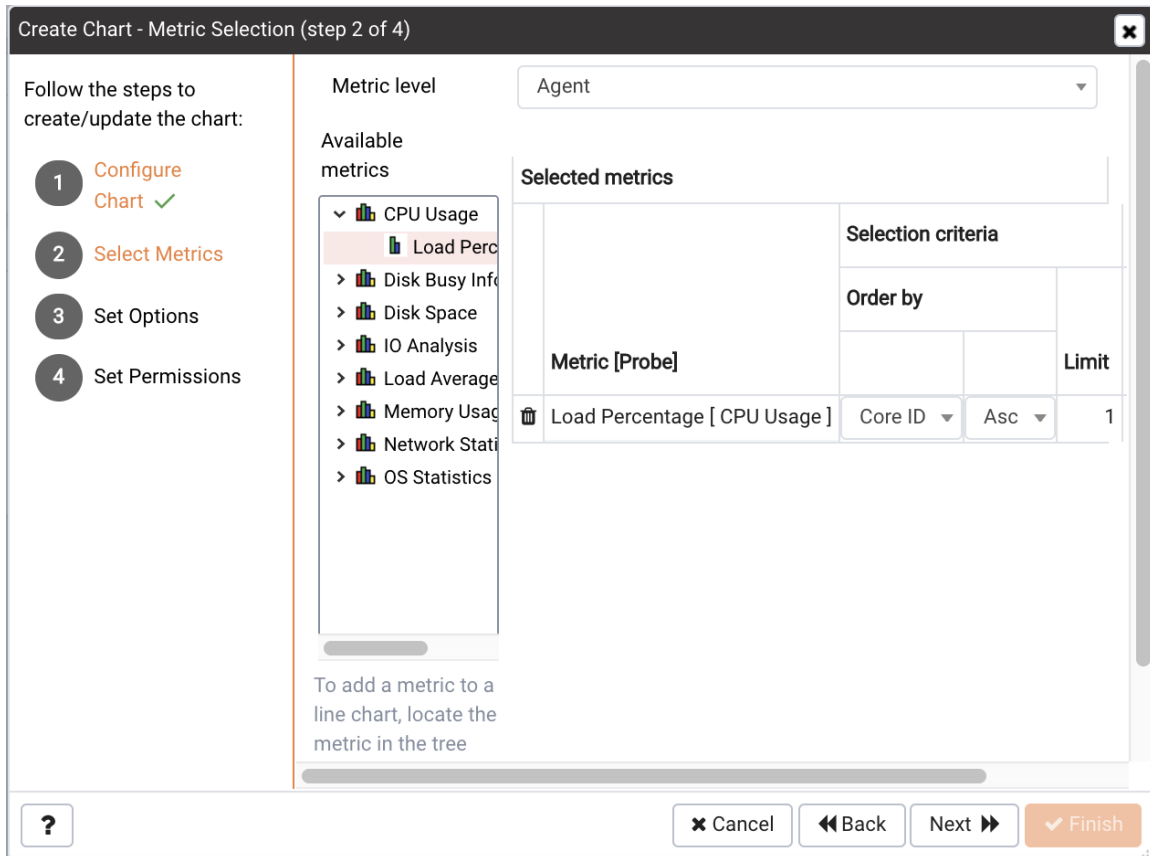 Create Chart - Metric Selection (step 2 of 4)
Follow the steps to
create/update the chart:
1 Configure
Chart
2 Select Metrics
3 Set Options
4 Set Permissions
Metric level
Agent
Available
metrics
CPU Usage
Load Perc
Disk Busy Info
Disk Space
IO Analysis
Load Average
Memory Usag
Network Stati
OS Statistics
To add a metric to a
line chart, locate the
metric in the tree
Selected metrics
Selection criteria
Order by
Metric [Probe]
Limit
Load Percentage [ CPU Usage ] Core ID Asc 1
? Cancel Back Next Finish